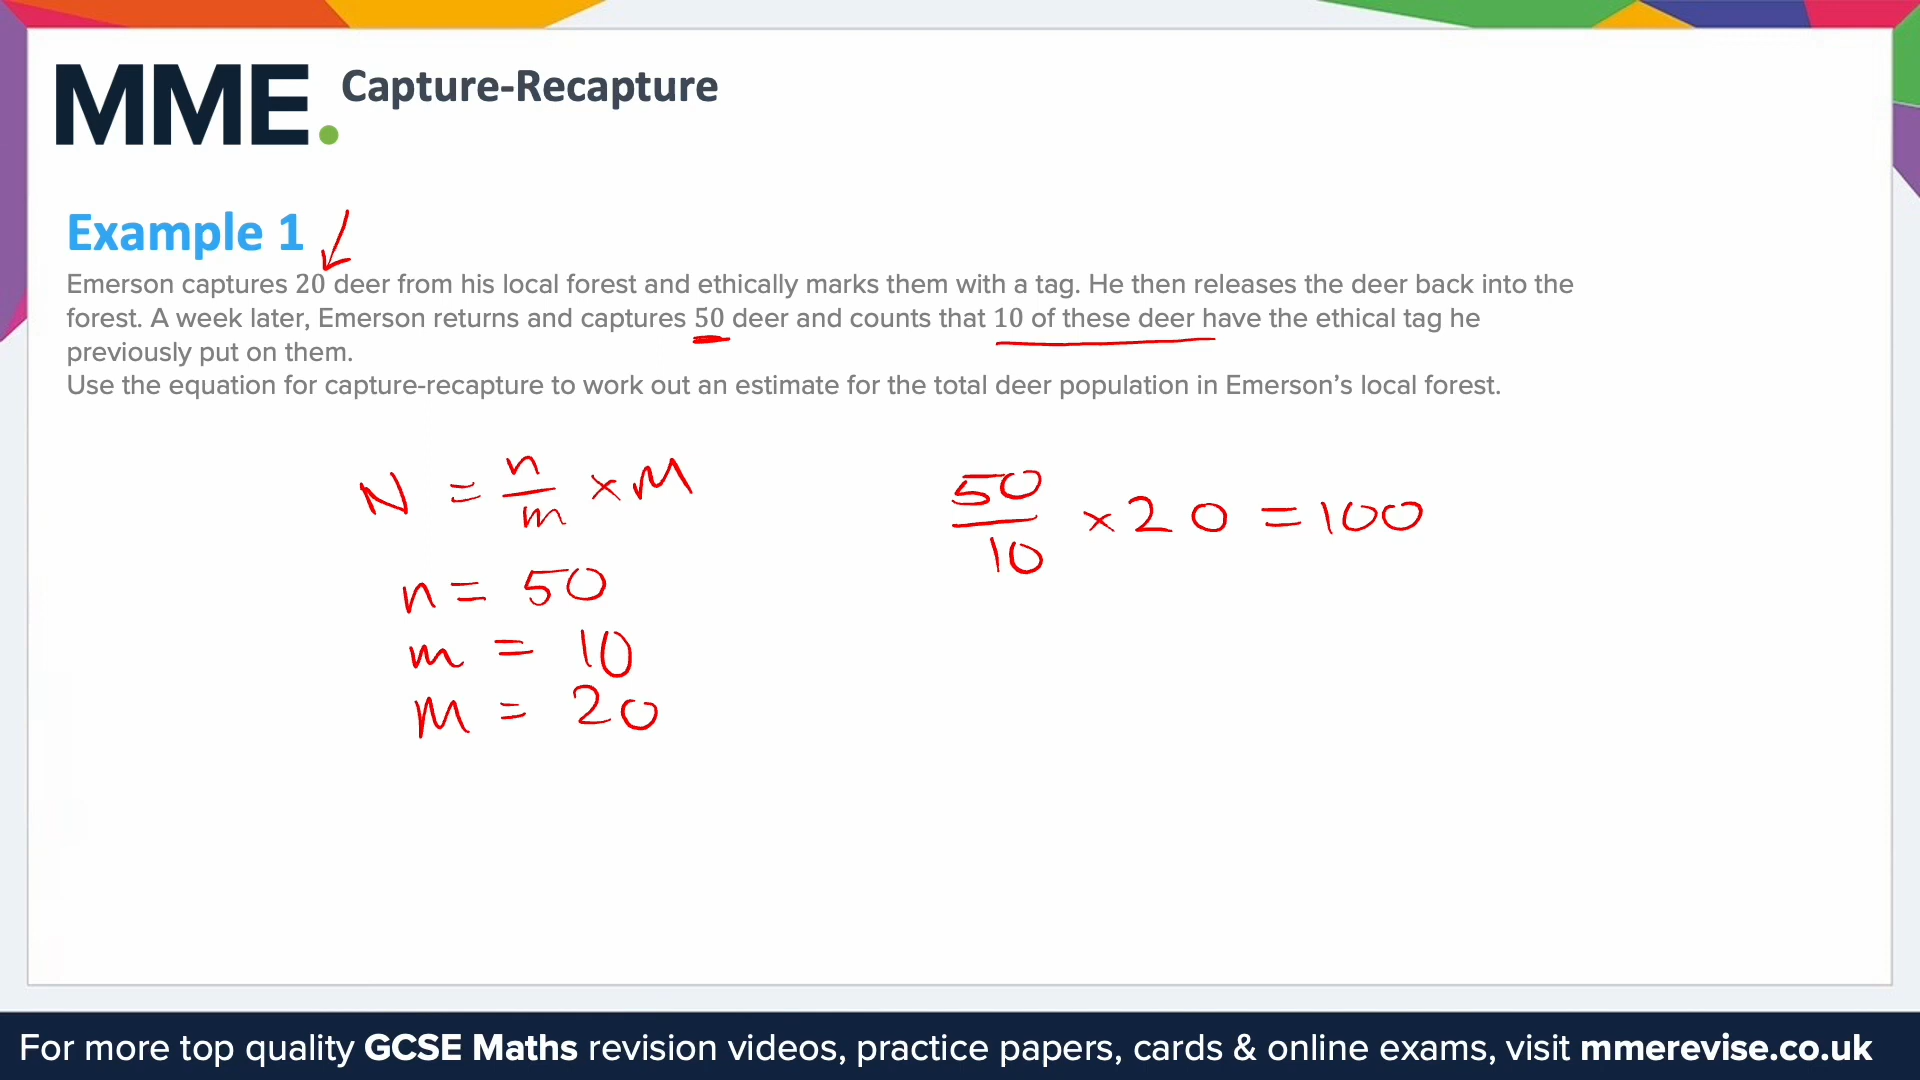 MME.
Capture-Recapture
Example 1
Emerson captures 20 deer from his local forest and ethically marks them with a tag. He then releases the deer back into the
forest. A week later, Emerson returns and captures 50 deer and counts that 10 of these deer have the ethical tag he
previously put on them.
Use the equation for capture-recapture to work out an estimate for the total deer population in Emerson’s local forest.
N = n/m × M
n = 50
m = 10
M = 20
50/10 × 20 = 100
For more top quality GCSE Maths revision videos, practice papers, cards & online exams, visit mmerevise.co.uk